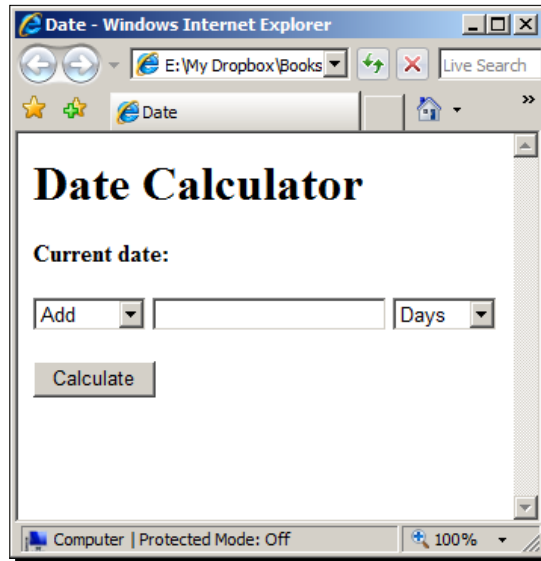 Date - Windows Internet Explorer
E:\My Dropbox\Books
Live Search
Date
»
Date Calculator
Current date:
Add
Days
Calculate
Computer | Protected Mode: Off
100%